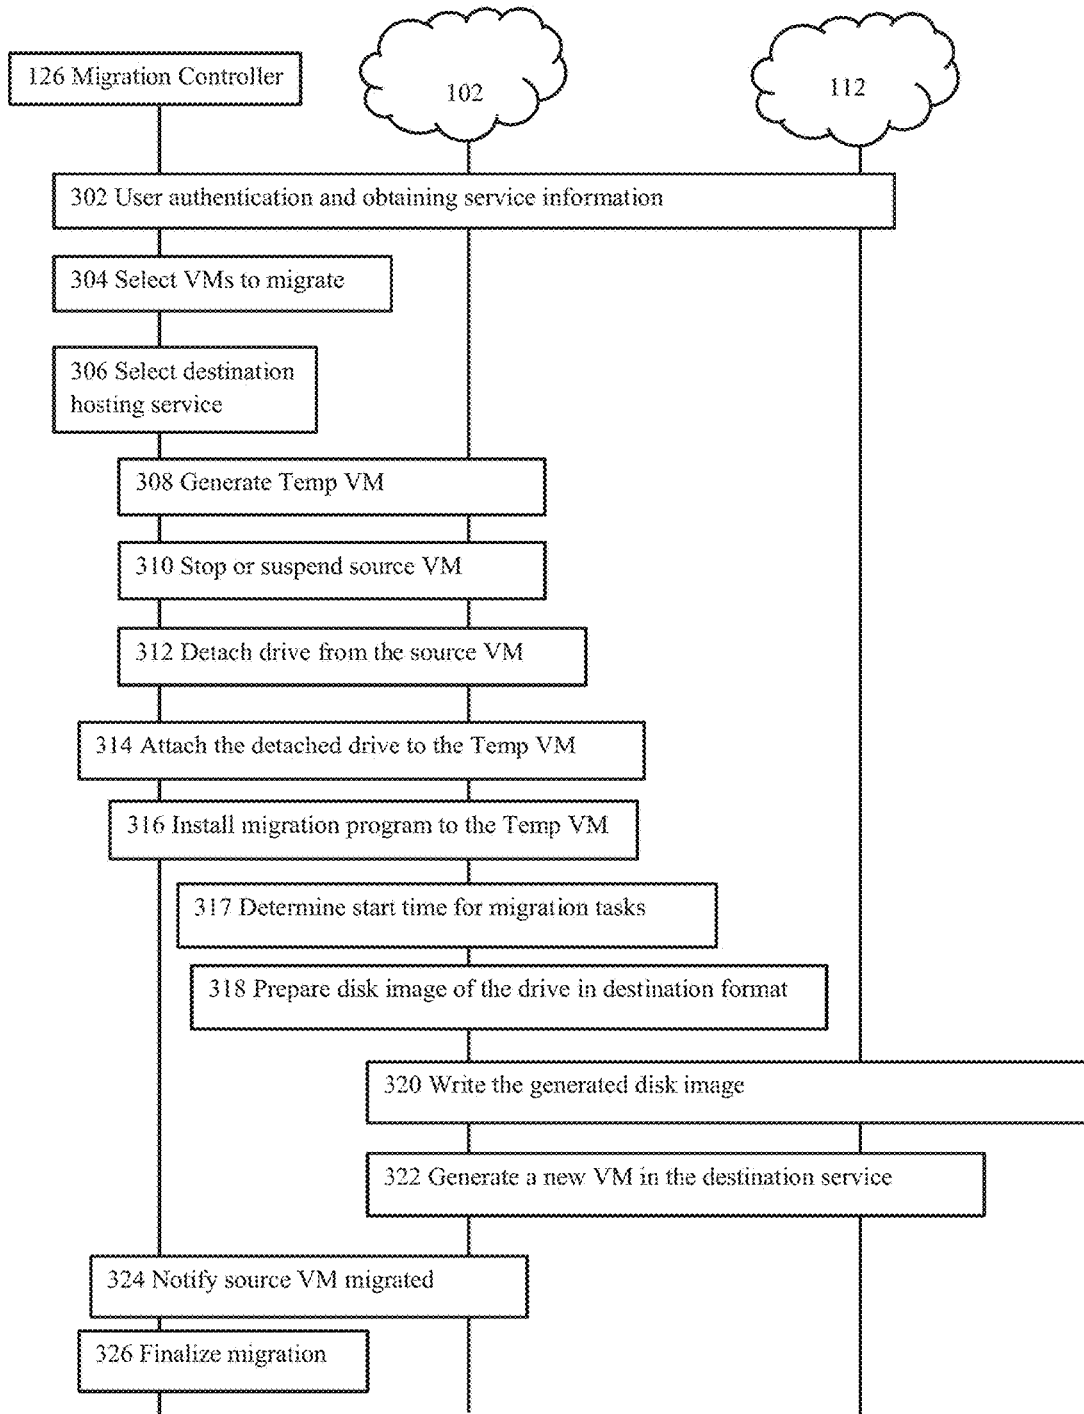 126 Migration Controller
102
112
302 User authentication and obtaining service information
304 Select VMs to migrate
306 Select destination
hosting service
308 Generate Temp VM
310 Stop or suspend source VM
312 Detach drive from the source VM
314 Attach the detached drive to the Temp VM
316 Install migration program to the Temp VM
317 Determine start time for migration tasks
318 Prepare disk image of the drive in destination format
320 Write the generated disk image
322 Generate a new VM in the destination service
324 Notify source VM migrated
326 Finalize migration